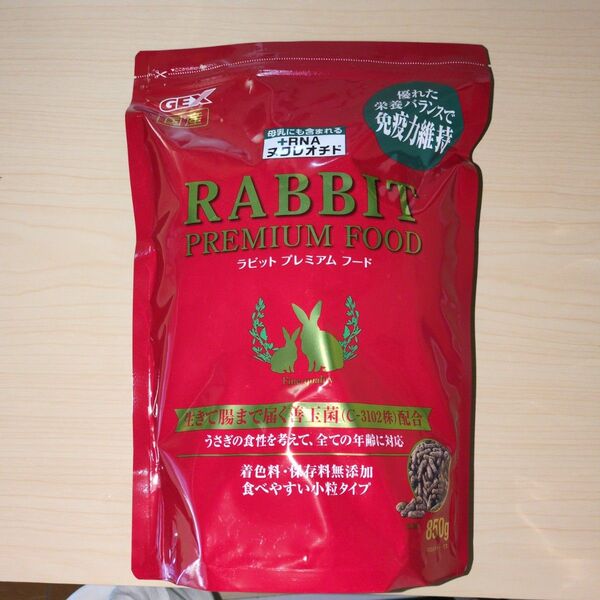 GEX
国産
母乳にも含まれる
+RNA
ヌクレオチド
優れた
栄養バランスで
免疫力維持
RABBIT
PREMIUM FOOD
ラビット プレミアム フード
生きて腸まで届く善玉菌(C-3102株)配合
うさぎの食性を考えて、全ての年齢に対応
着色料・保存料無添加
食べやすい小粒タイプ
850g